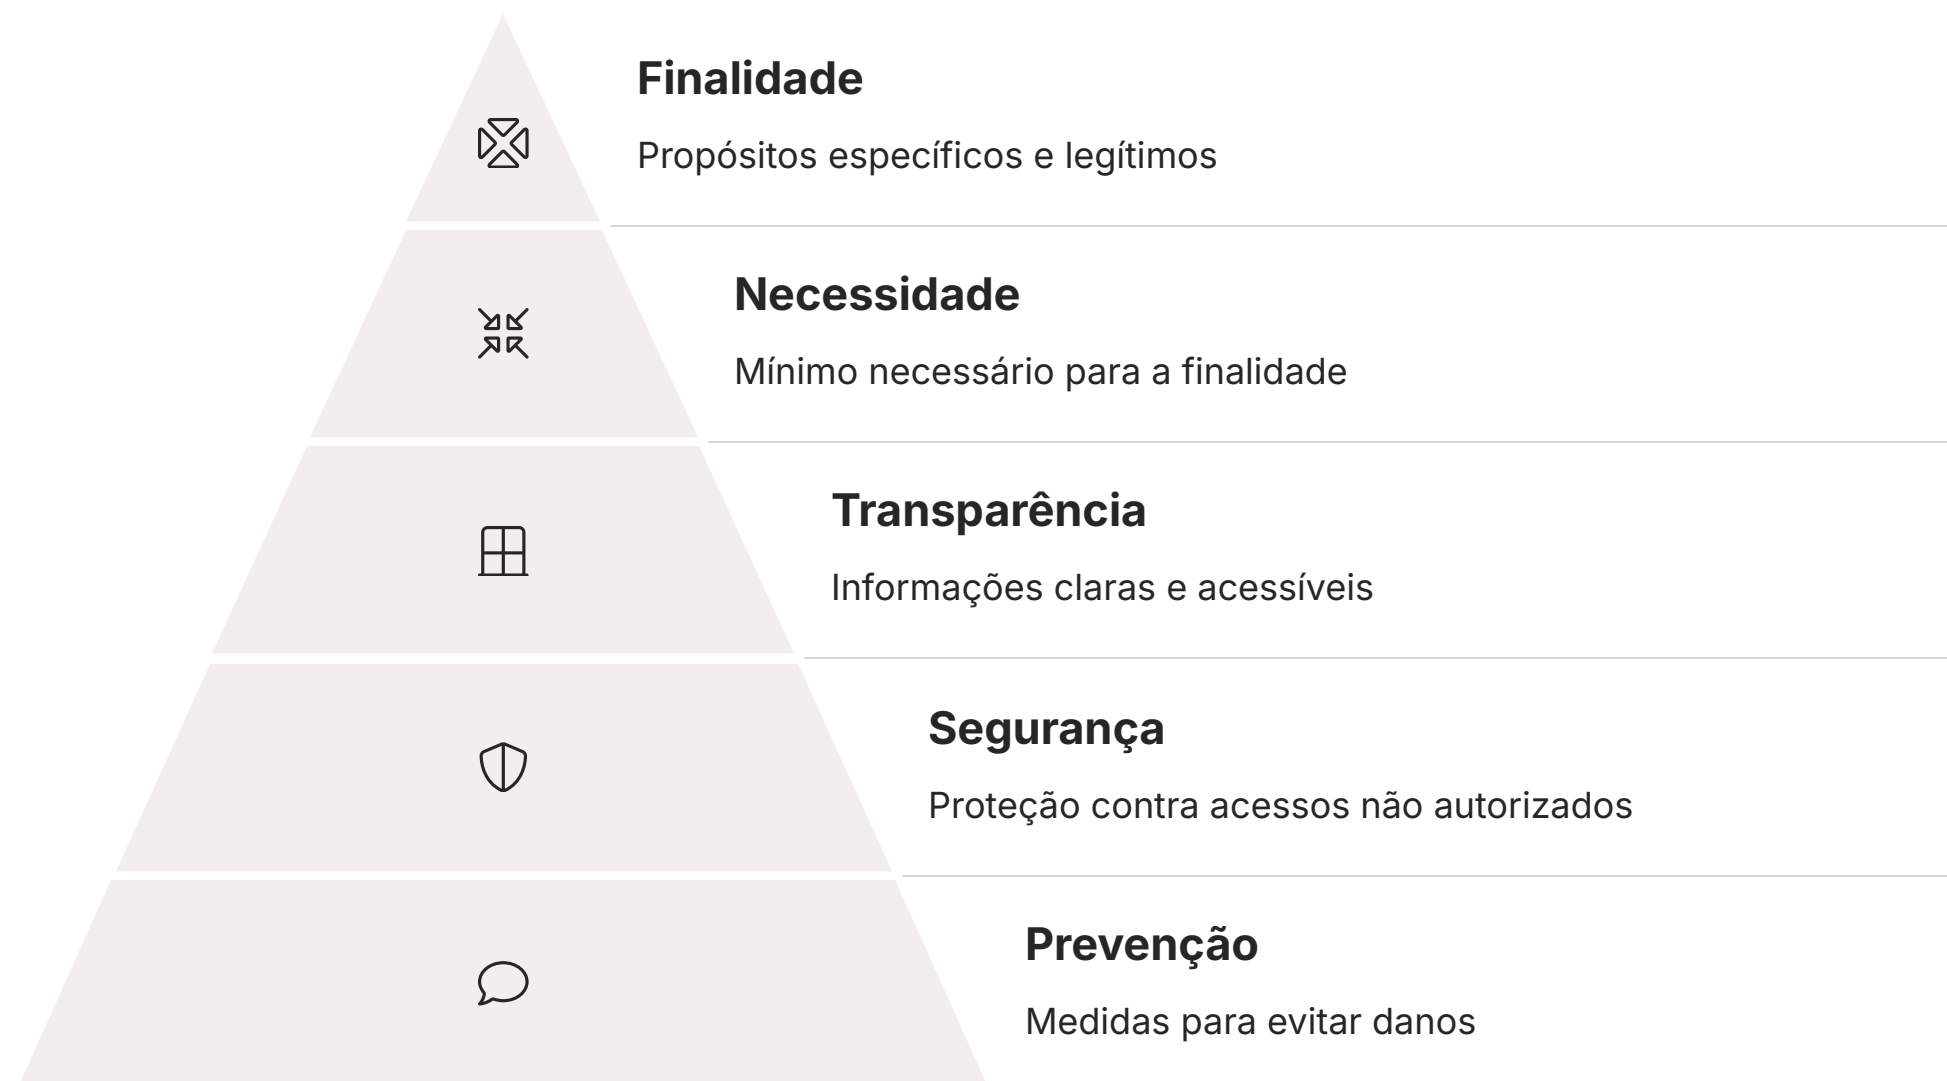 Finalidade
Propósitos específicos e legítimos
Necessidade
Mínimo necessário para a finalidade
Transparência
Informações claras e acessíveis
Segurança
Proteção contra acessos não autorizados
Prevenção
Medidas para evitar danos